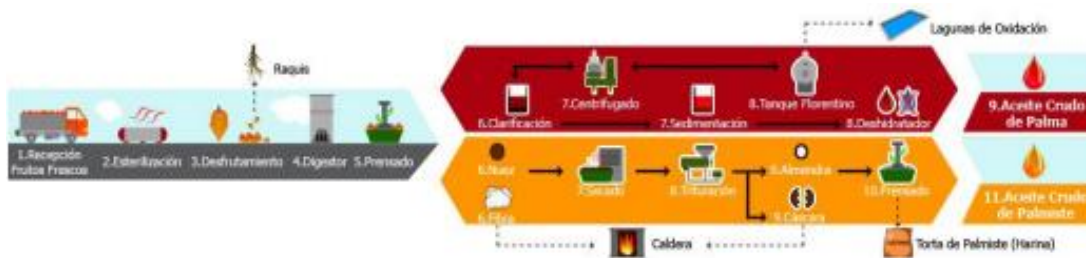 Lagunas de Oxidación
Raquis
1.Recepción
Frutos Frescos
2.Esterilización
3.Desfrutamiento
4.Digestor
5.Prensado
7.Centrifugado
8.Tanque Florentino
6.Clarificación
7.Sedimentación
8.Deshidratador
9.Aceite Crudo
de Palma
6.Nuez
7.Secado
8.Trituración
9.Almendra
10.Prensado
6.Fibra
9.Cáscara
11.Aceite Crudo
de Palmiste
Caldera
Torta de Palmiste (Harina)